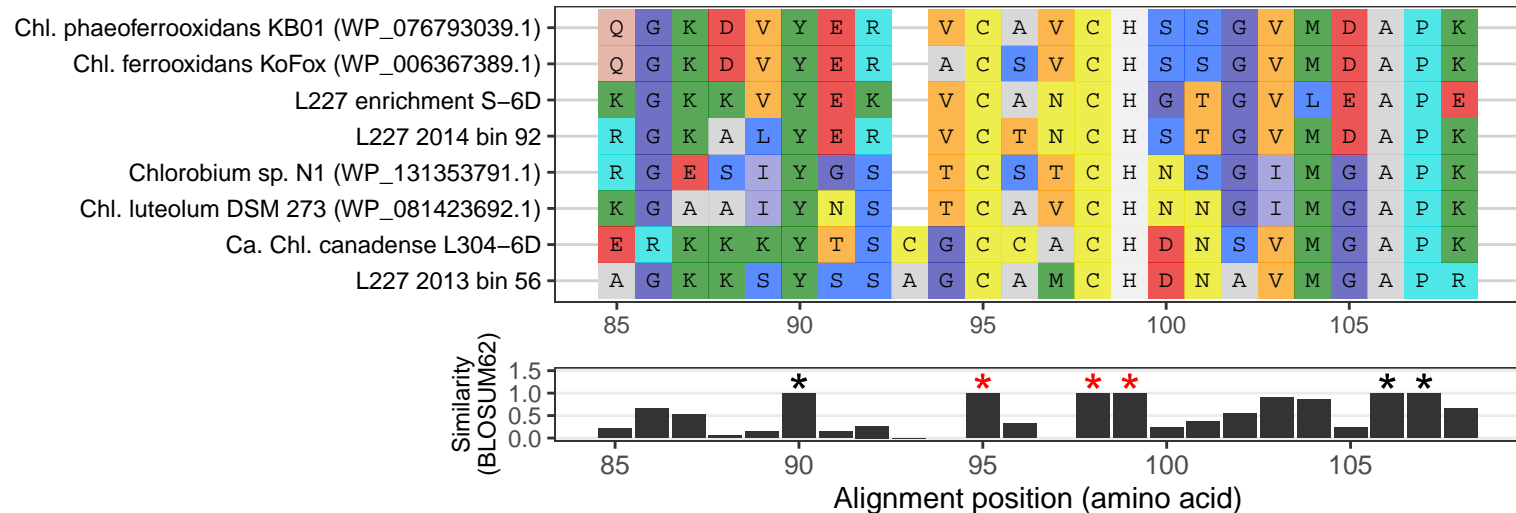 Chl. phaeoferrooxidans KB01 (WP_076793039.1) Q G K D V Y E R V C A V C H S S G V M D A P K
Chl. ferrooxidans KoFox (WP_006367389.1) Q G K D V Y E R A C S V C H S S G V M D A P K
L227 enrichment S−6D K G K K V Y E K V C A N C H G T G V L E A P E
L227 2014 bin 92 R G K A L Y E R V C T N C H S T G V M D A P K
Chlorobium sp. N1 (WP_131353791.1) R G E S I Y G S T C S T C H N S G I M G A P K
Chl. luteolum DSM 273 (WP_081423692.1) K G A A I Y N S T C A V C H N N G I M G A P K
Ca. Chl. canadense L304−6D E R K K K Y T S C G C C A C H D N S V M G A P K
L227 2013 bin 56 A G K K S Y S S A G C A M C H D N A V M G A P R
85 90 95 100 105
Similarity
(BLOSUM62)
1.5
1.0
0.5
0.0
* * * * * *
85 90 95 100 105
Alignment position (amino acid)